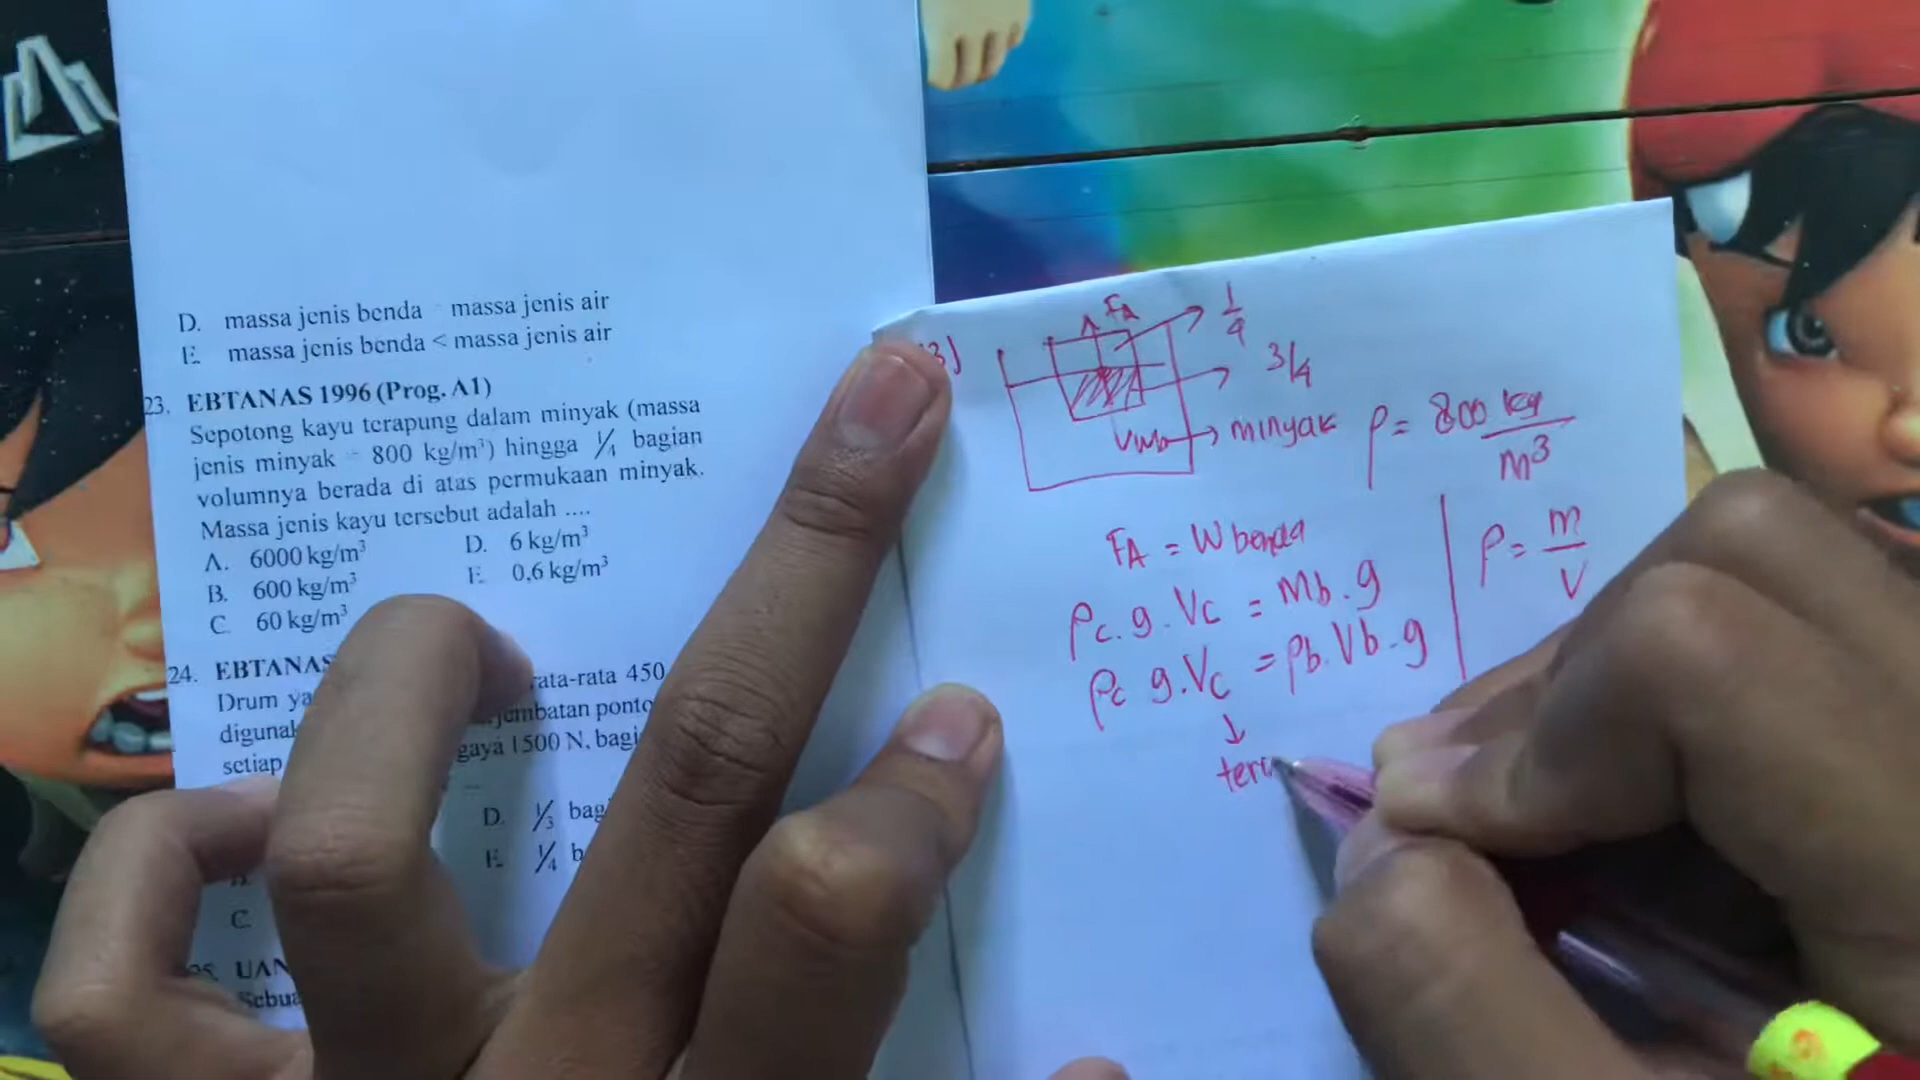 D. massa jenis benda = massa jenis air
E. massa jenis benda < massa jenis air
23. EBTANAS 1996 (Prog. A1)
Sepotong kayu terapung dalam minyak (massa
jenis minyak = 800 kg/m³) hingga 1/4 bagian
volumnya berada di atas permukaan minyak.
Massa jenis kayu tersebut adalah ....
A. 6000 kg/m³ D. 6 kg/m³
B. 600 kg/m³ E. 0,6 kg/m³
C. 60 kg/m³
24. EBTANAS
Drum ya rata-rata 450
digunak jembatan ponto
setiap gaya 1500 N, bagi
D. 1/3 bag
E. 1/4 b
C.
25. UAN
Sebua
3)
FA
1/4
3/4
minyak ρ = 800 kg/m³
FA = W benda
ρc . g . Vc = Mb . g
ρc g . Vc = ρb . Vb . g
ρ = m/V
↓